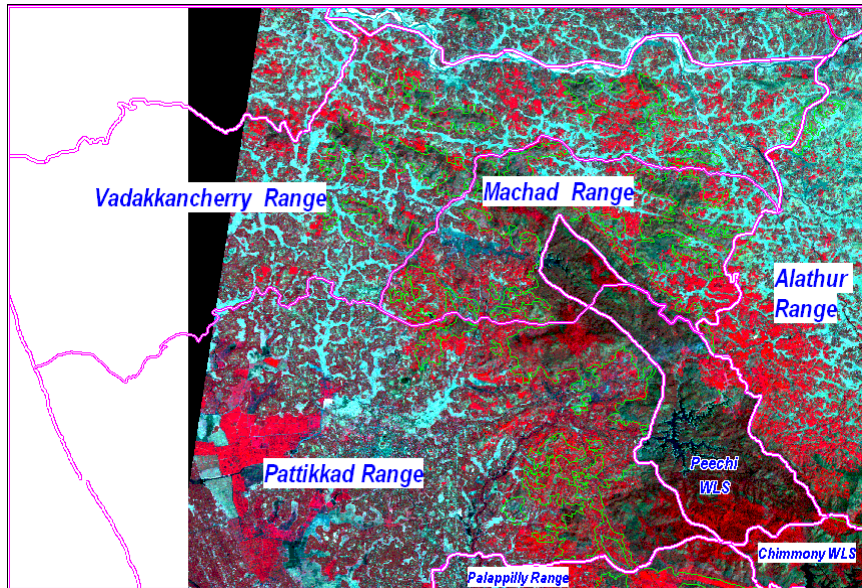 Vadakkancherry Range
Machad Range
Alathur
Range
Pattikkad Range
Peechi
WLS
Chimmony WLS
Palappilly Range